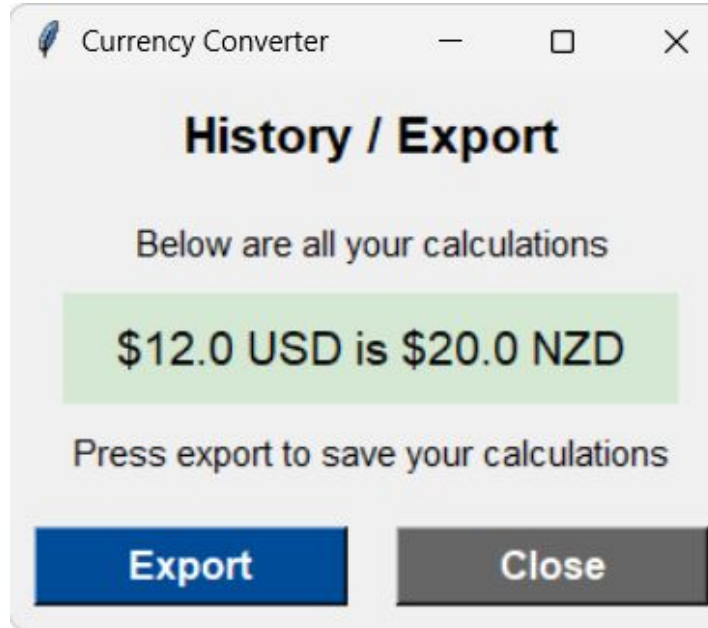 Currency Converter
History / Export
Below are all your calculations
$12.0 USD is $20.0 NZD
Press export to save your calculations
Export
Close